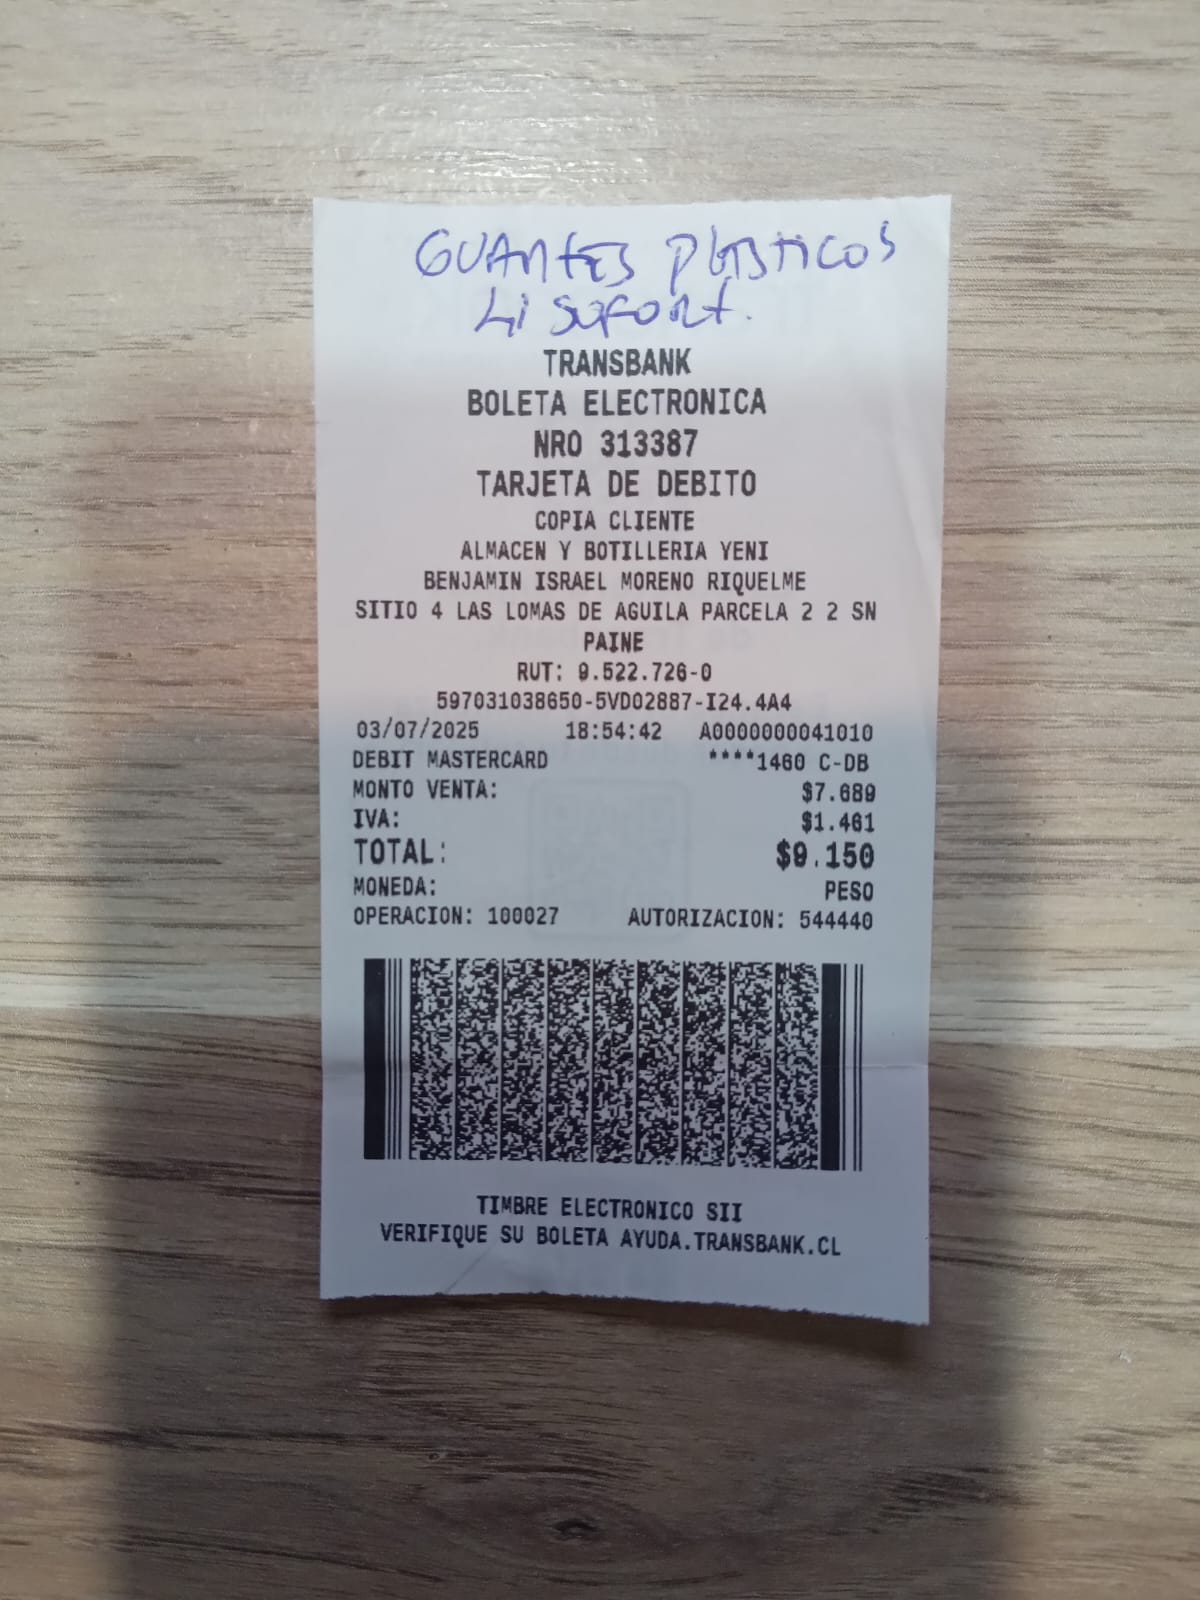 GUANTES PLASTICOS
LiSOFORT.
TRANSBANK
BOLETA ELECTRONICA
NRO 313387
TARJETA DE DEBITO
COPIA CLIENTE
ALMACEN Y BOTILLERIA YENI
BENJAMIN ISRAEL MORENO RIQUELME
SITIO 4 LAS LOMAS DE AGUILA PARCELA 2 2 SN
PAINE
RUT: 9.522.726-0
597031038650-5VD02887-I24.4A4
03/07/2025 18:54:42 A0000000041010
DEBIT MASTERCARD ****1460 C-DB
MONTO VENTA: $7.689
IVA: $1.461
TOTAL: $9.150
MONEDA: PESO
OPERACION: 100027 AUTORIZACION: 544440
TIMBRE ELECTRONICO SII
VERIFIQUE SU BOLETA AYUDA.TRANSBANK.CL